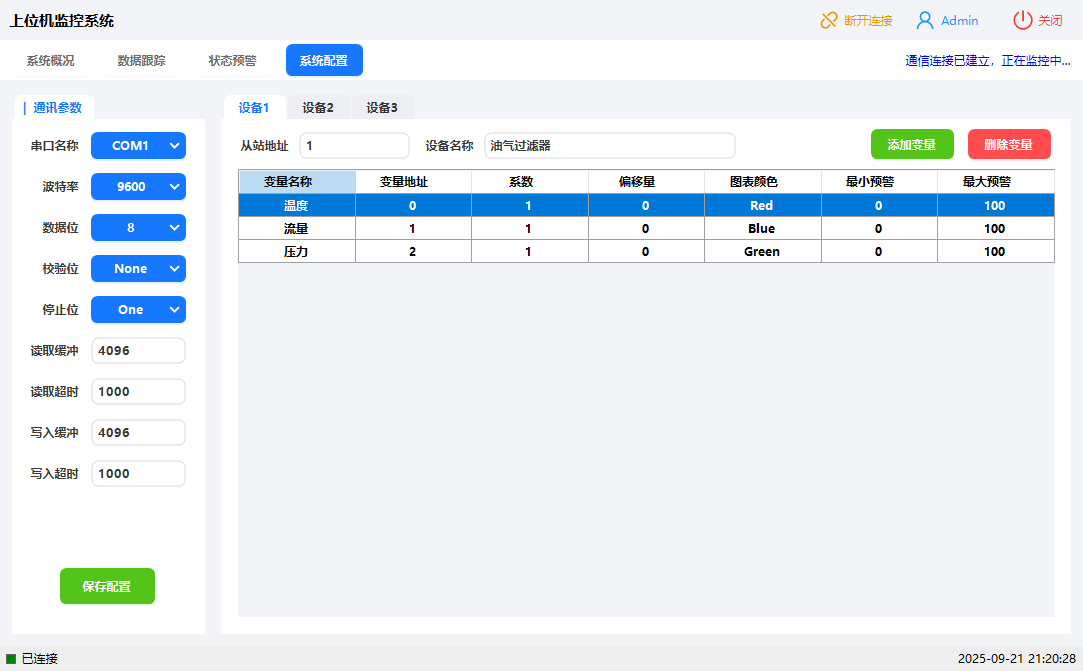 上位机监控系统 断开连接 Admin 关闭
系统概况 数据跟踪 状态预警 系统配置 通信连接已建立，正在监控中...
通讯参数
串口名称 COM1
波特率 9600
数据位 8
校验位 None
停止位 One
读取缓冲 4096
读取超时 1000
写入缓冲 4096
写入超时 1000
保存配置
设备1 设备2 设备3
从站地址 1 设备名称 油气过滤器 添加变量 删除变量
变量名称 变量地址 系数 偏移量 图表颜色 最小预警 最大预警
温度 0 1 0 Red 0 100
流量 1 1 0 Blue 0 100
压力 2 1 0 Green 0 100
已连接 2025-09-21 21:20:28